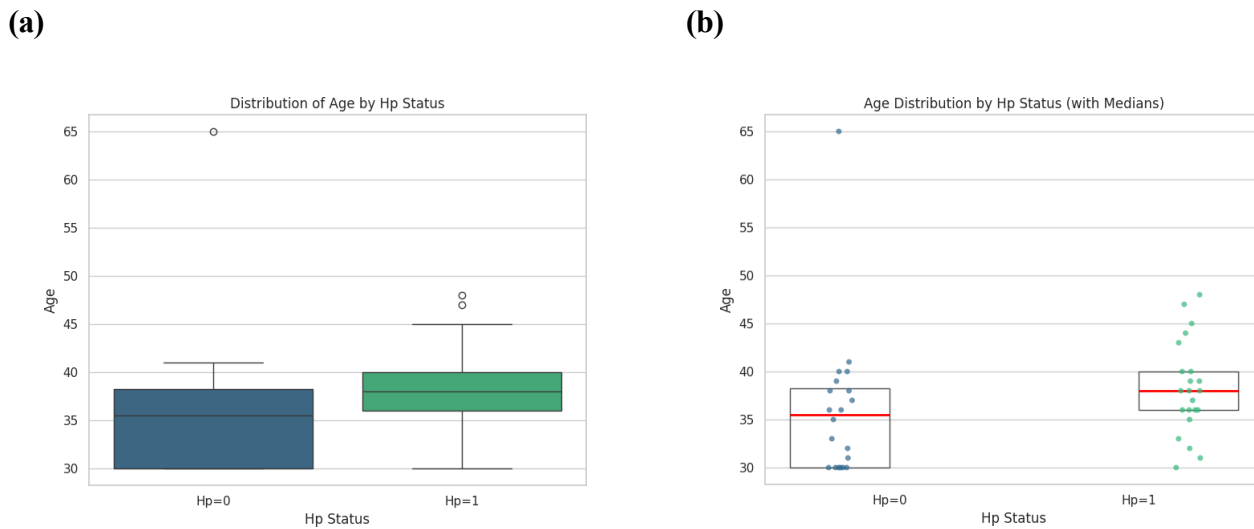 (a)
(b)
Distribution of Age by Hp Status
65
60
55
50
45
40
35
30
Age
Hp=0
Hp=1
Hp Status
Age Distribution by Hp Status (with Medians)
65
60
55
50
45
40
35
30
Age
Hp=0
Hp=1
Hp Status